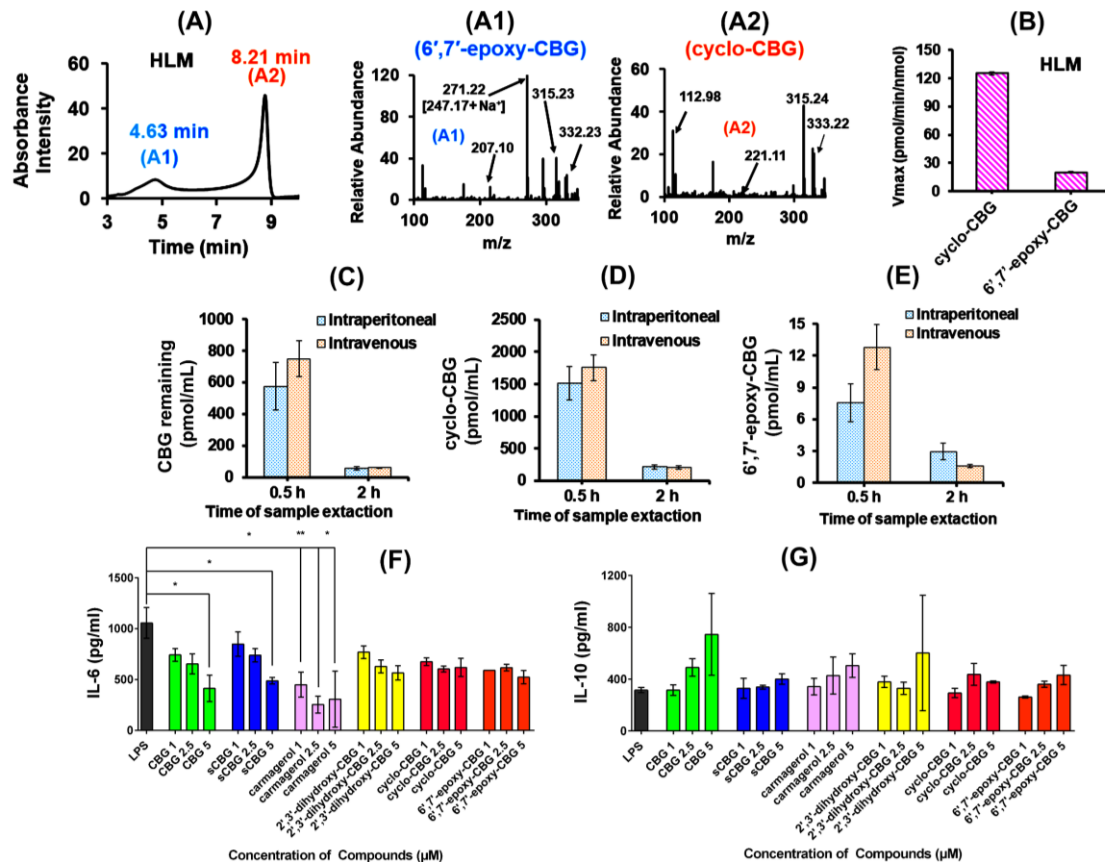 (A)
HLM
8.21 min
(A2)
4.63 min
(A1)
Absorbance
Intensity
60
40
20
0
3 5 7 9
Time (min)
(A1)
(6′,7′-epoxy-CBG)
Relative Abundance
120
80
40
0
271.22
[247.17+Na⁺]
315.23
(A1)
332.23
207.10
100 200 300
m/z
(A2)
(cyclo-CBG)
Relative Abundance
60
40
20
0
112.98
315.24
(A2)
333.22
221.11
100 200 300
m/z
(B)
HLM
Vmax (pmol/min/nmol)
150
120
90
60
30
0
cyclo-CBG
6',7'-epoxy-CBG
(C)
CBG remaining
(pmol/mL)
1000
800
600
400
200
0
Intraperitoneal
Intravenous
0.5 h 2 h
Time of sample extaction
(D)
cyclo-CBG
(pmol/mL)
2500
2000
1500
1000
500
0
Intraperitoneal
Intravenous
0.5 h 2 h
Time of sample extaction
(E)
6',7'-epoxy-CBG
(pmol/mL)
15
12
9
6
3
0
Intraperitoneal
Intravenous
0.5 h 2 h
Time of sample extaction
(F)
* ** *
*
*
IL-6 (pg/ml)
1500
1000
500
0
LPS
CBG 1
CBG 2.5
CBG 5
sCBG 1
sCBG 2.5
sCBG 5
carmagerol 1
carmagerol 2.5
carmagerol 5
2',3'-dihydroxy-CBG 1
2',3'-dihydroxy-CBG 2.5
2',3'-dihydroxy-CBG 5
cyclo-CBG 1
cyclo-CBG 2.5
cyclo-CBG 5
6',7'-epoxy-CBG 1
6',7'-epoxy-CBG 2.5
6',7'-epoxy-CBG 5
Concentration of Compounds (µM)
(G)
IL-10 (pg/ml)
1200
800
400
0
LPS
CBG 1
CBG 2.5
CBG 5
sCBG 1
sCBG 2.5
sCBG 5
carmagerol 1
carmagerol 2.5
carmagerol 5
2',3'-dihydroxy-CBG 1
2',3'-dihydroxy-CBG 2.5
2',3'-dihydroxy-CBG 5
cyclo-CBG 1
cyclo-CBG 2.5
cyclo-CBG 5
6',7'-epoxy-CBG 1
6',7'-epoxy-CBG 2.5
6',7'-epoxy-CBG 5
Concentration of Compounds (µM)